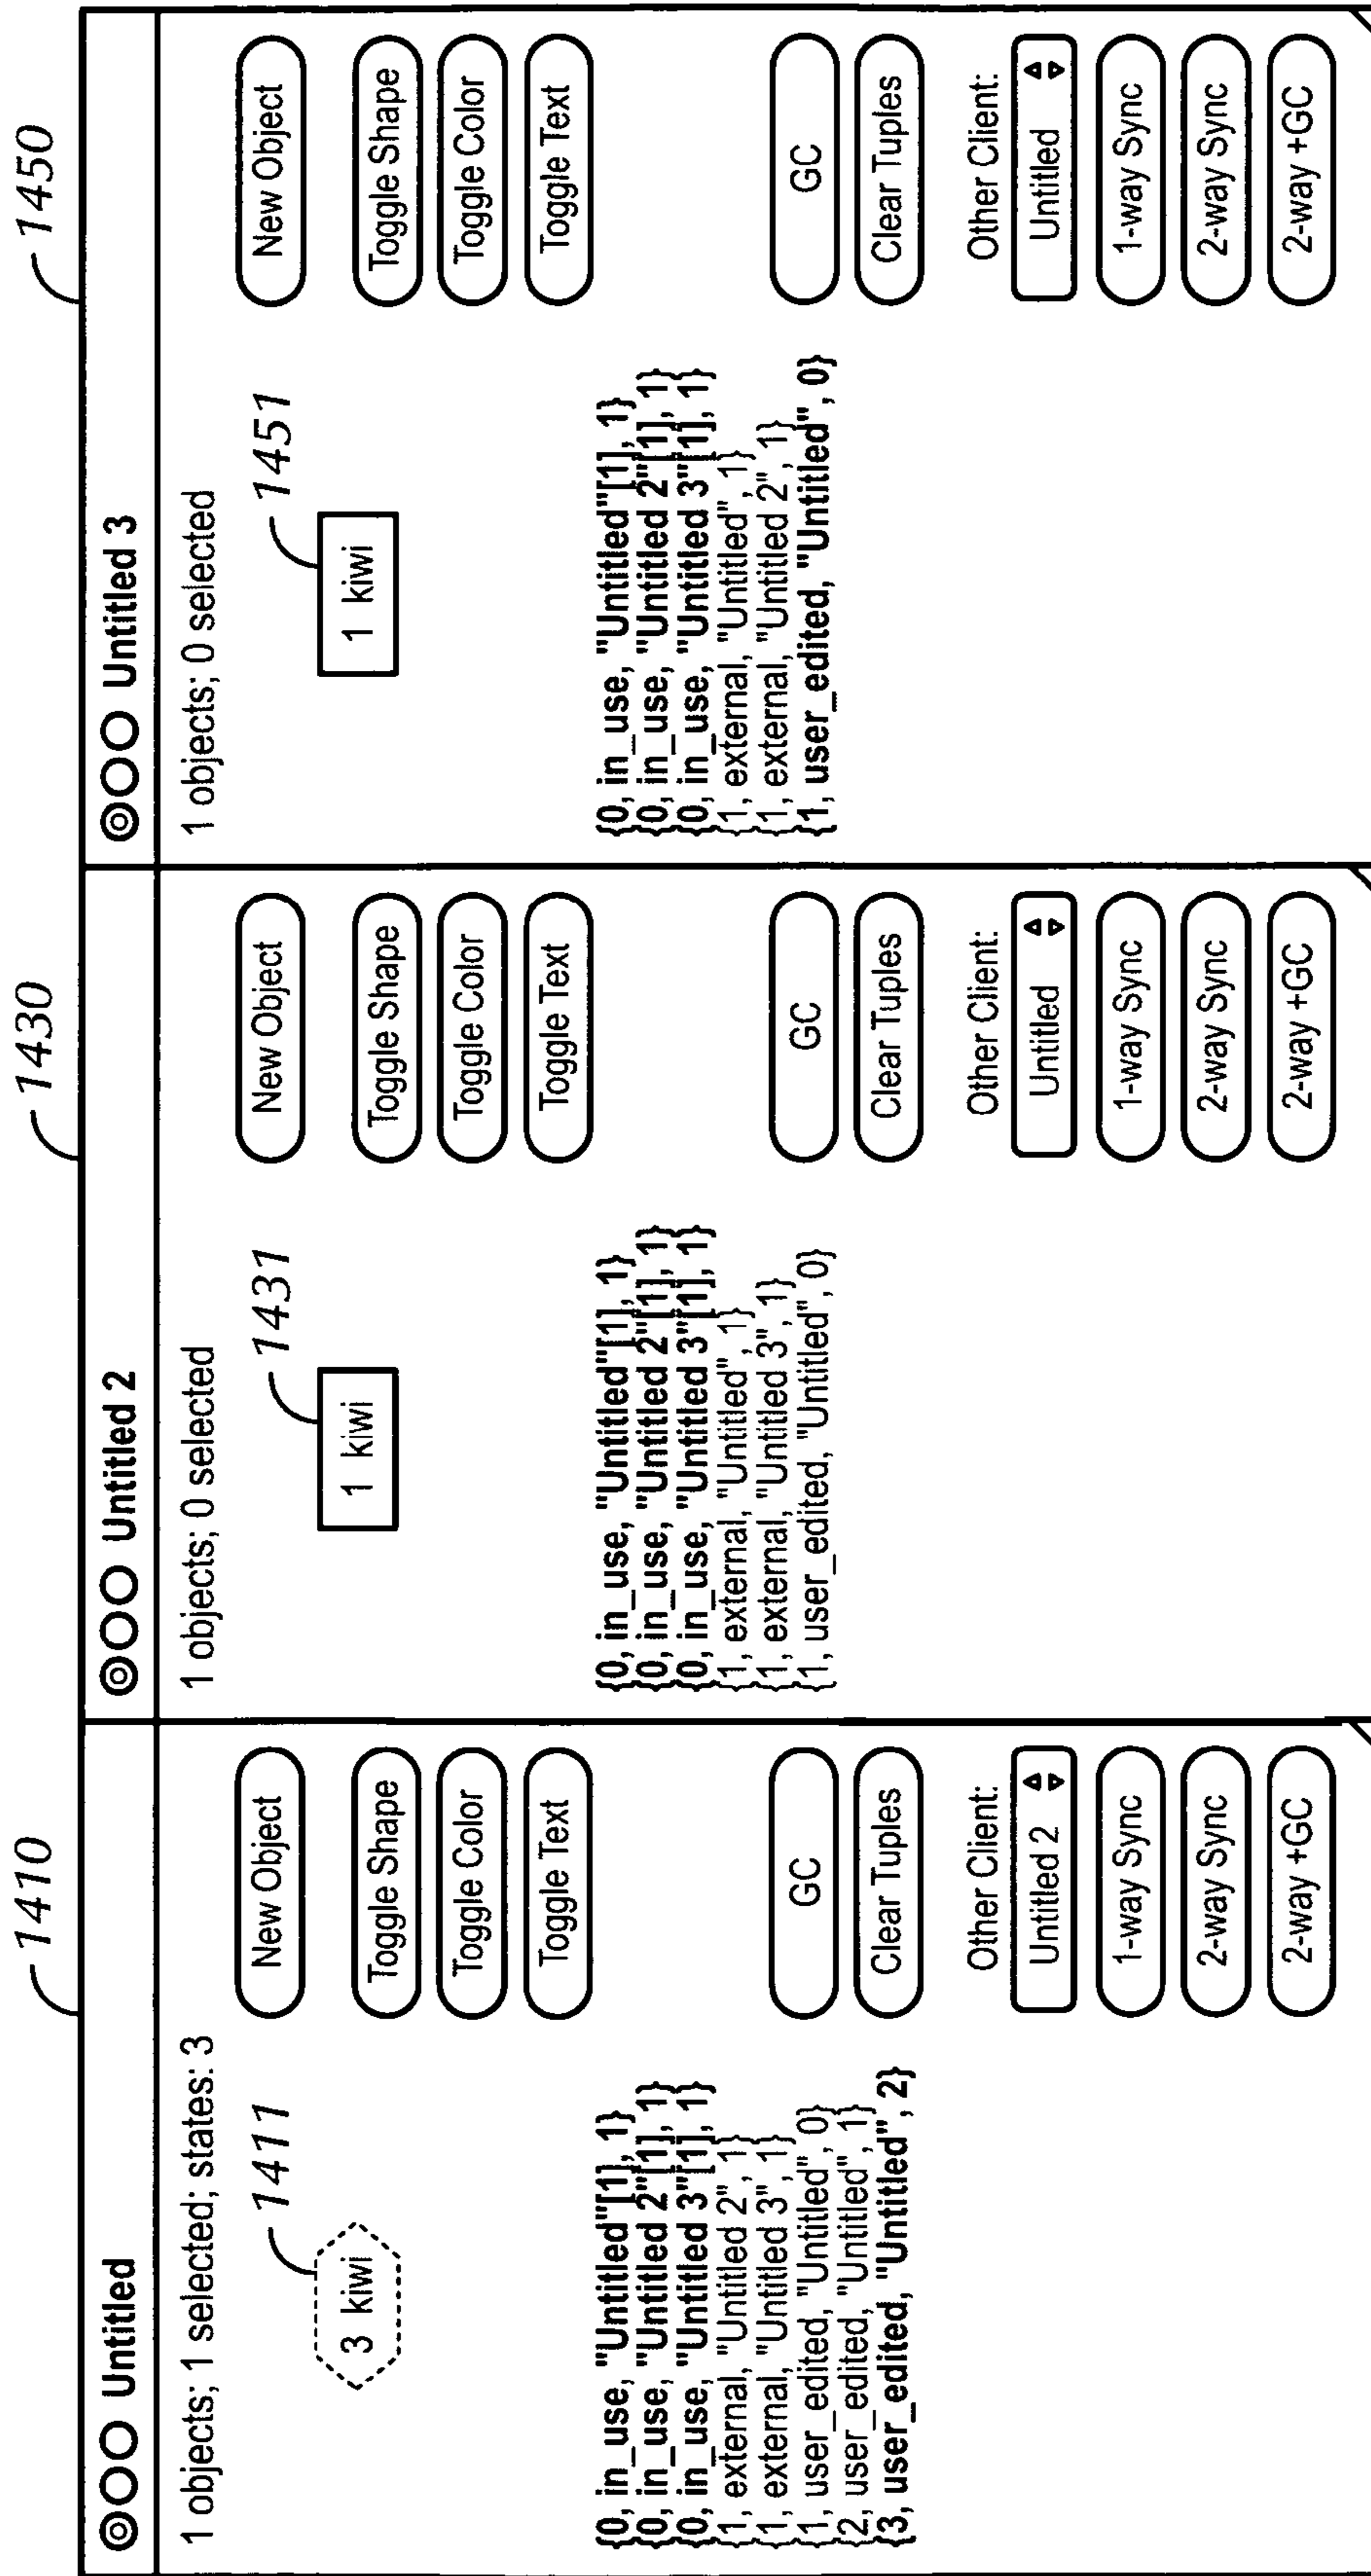 1410
Untitled
1 objects; 1 selected; states: 3
1411
3 kiwi
{0, in_use, "Untitled"[1], 1}
{0, in_use, "Untitled 2"[1], 1}
{0, in_use, "Untitled 3"[1], 1}
{1, external, "Untitled 2", 1}
{1, external, "Untitled 3", 1}
{1, user_edited, "Untitled", 0}
{2, user_edited, "Untitled", 1}
{3, user_edited, "Untitled", 2}
New Object
Toggle Shape
Toggle Color
Toggle Text
GC
Clear Tuples
Other Client:
Untitled 2
1-way Sync
2-way Sync
2-way +GC
1430
Untitled 2
1 objects; 0 selected
1431
1 kiwi
{0, in_use, "Untitled"[1], 1}
{0, in_use, "Untitled 2"[1], 1}
{0, in_use, "Untitled 3"[1], 1}
{1, external, "Untitled", 1}
{1, external, "Untitled 3", 1}
{1, user_edited, "Untitled", 0}
New Object
Toggle Shape
Toggle Color
Toggle Text
GC
Clear Tuples
Other Client:
Untitled
1-way Sync
2-way Sync
2-way +GC
1450
Untitled 3
1 objects; 0 selected
1451
1 kiwi
{0, in_use, "Untitled"[1], 1}
{0, in_use, "Untitled 2"[1], 1}
{0, in_use, "Untitled 3"[1], 1}
{1, external, "Untitled", 1}
{1, external, "Untitled 2", 1}
{1, user_edited, "Untitled", 0}
New Object
Toggle Shape
Toggle Color
Toggle Text
GC
Clear Tuples
Other Client:
Untitled
1-way Sync
2-way Sync
2-way +GC